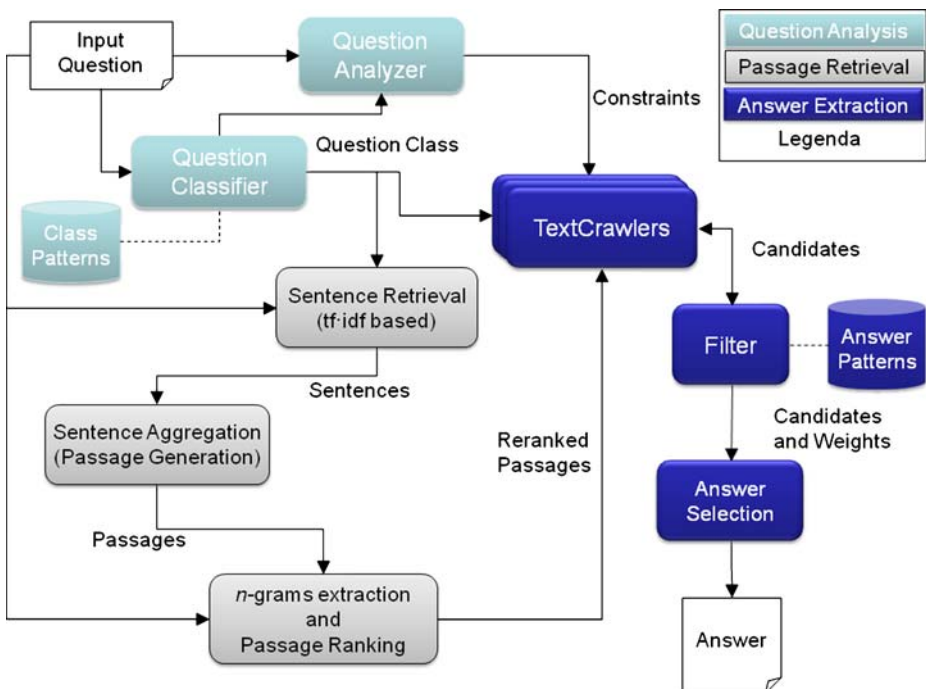 Input
Question
Question
Analyzer
Question Analysis
Passage Retrieval
Answer Extraction
Legenda
Constraints
Question Class
Question
Classifier
Class
Patterns
TextCrawlers
Candidates
Sentence Retrieval
(tf·idf based)
Filter
Answer
Patterns
Sentences
Sentence Aggregation
(Passage Generation)
Reranked
Passages
Candidates
and Weights
Answer
Selection
Passages
n-grams extraction
and
Passage Ranking
Answer